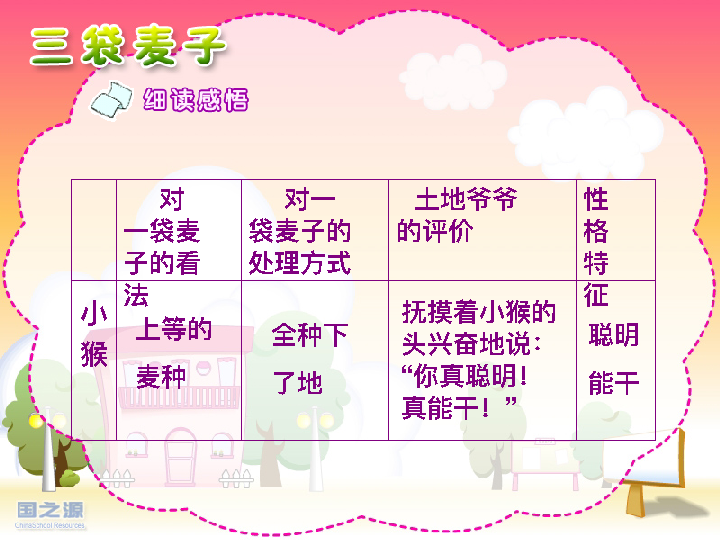 三袋麦子
细读感悟
对
一袋麦
子的看
法
对一
袋麦子的
处理方式
土地爷爷
的评价
性
格
特
征
小
猴
上等的
麦种
全种下
了地
抚摸着小猴的
头兴奋地说：
“你真聪明！
真能干！”
聪明
能干
国之源
ChinaSchool Resources